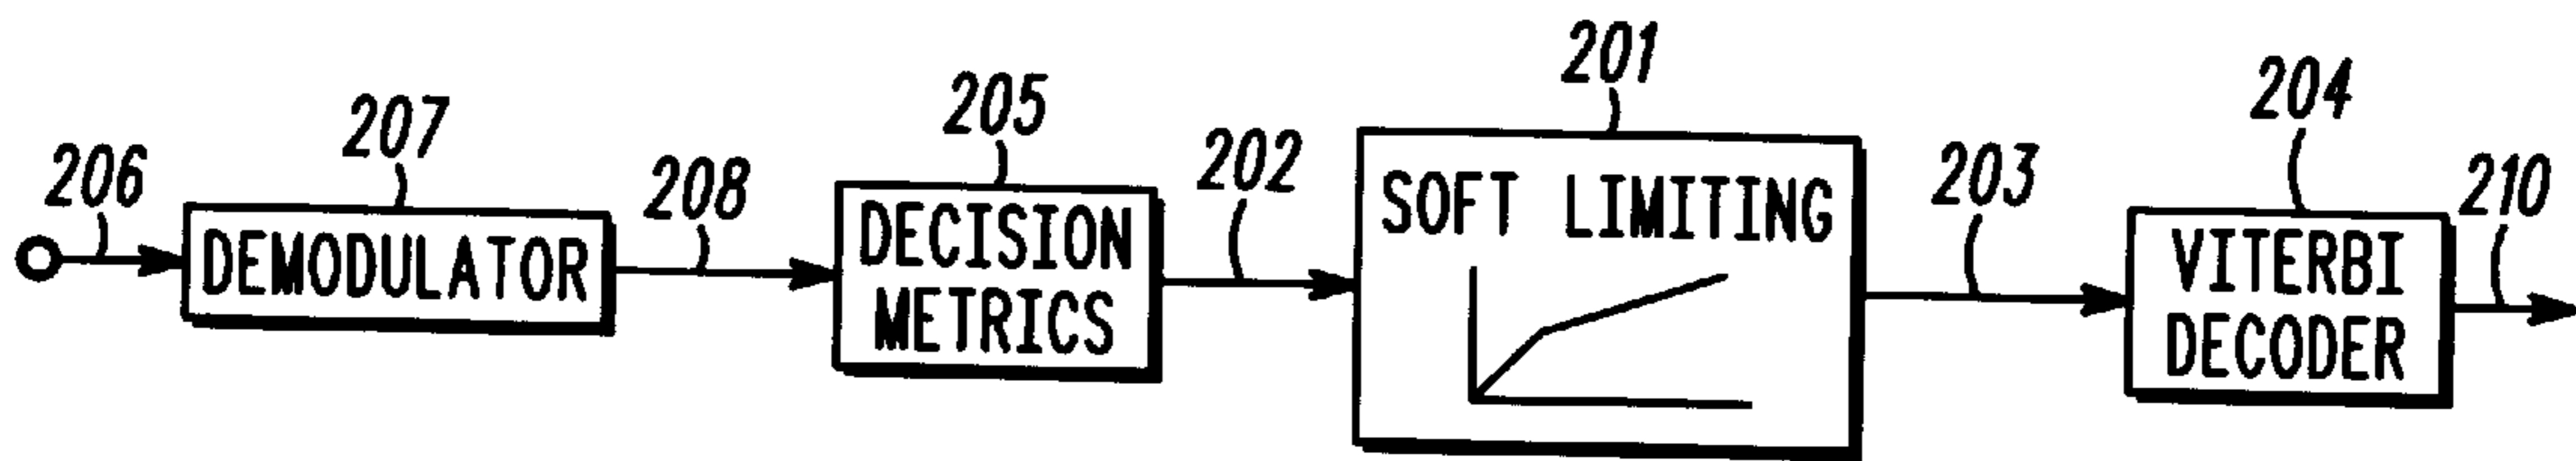 206
207
DEMODULATOR
208
205
DECISION
METRICS
202
201
SOFT LIMITING
203
204
VITERBI
DECODER
210